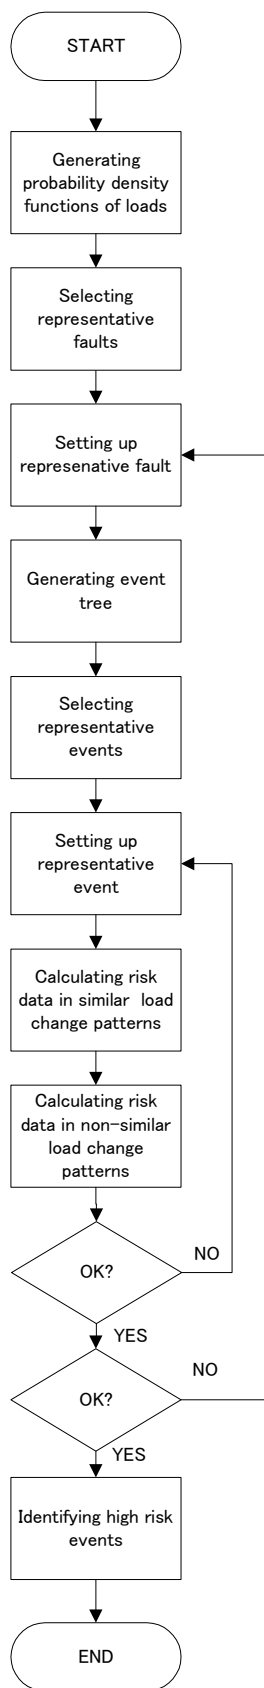 START
Generating
probability density
functions of loads
Selecting
representative
faults
Setting up
represenative fault
Generating event
tree
Selecting
representative
events
Setting up
representative
event
Calculating risk
data in similar load
change patterns
Calculating risk
data in non-similar
load change
patterns
OK?
NO
YES
OK?
NO
YES
Identifying high risk
events
END